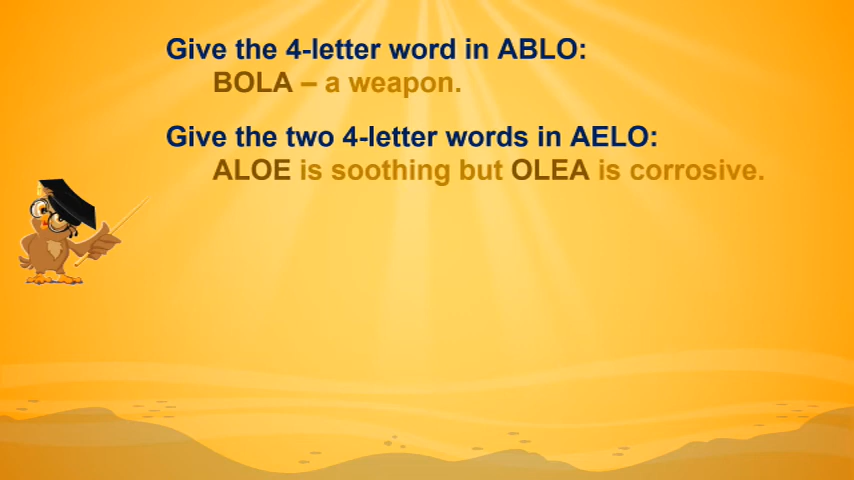 Give the 4-letter word in ABLO:
BOLA – a weapon.
Give the two 4-letter words in AELO:
ALOE is soothing but OLEA is corrosive.